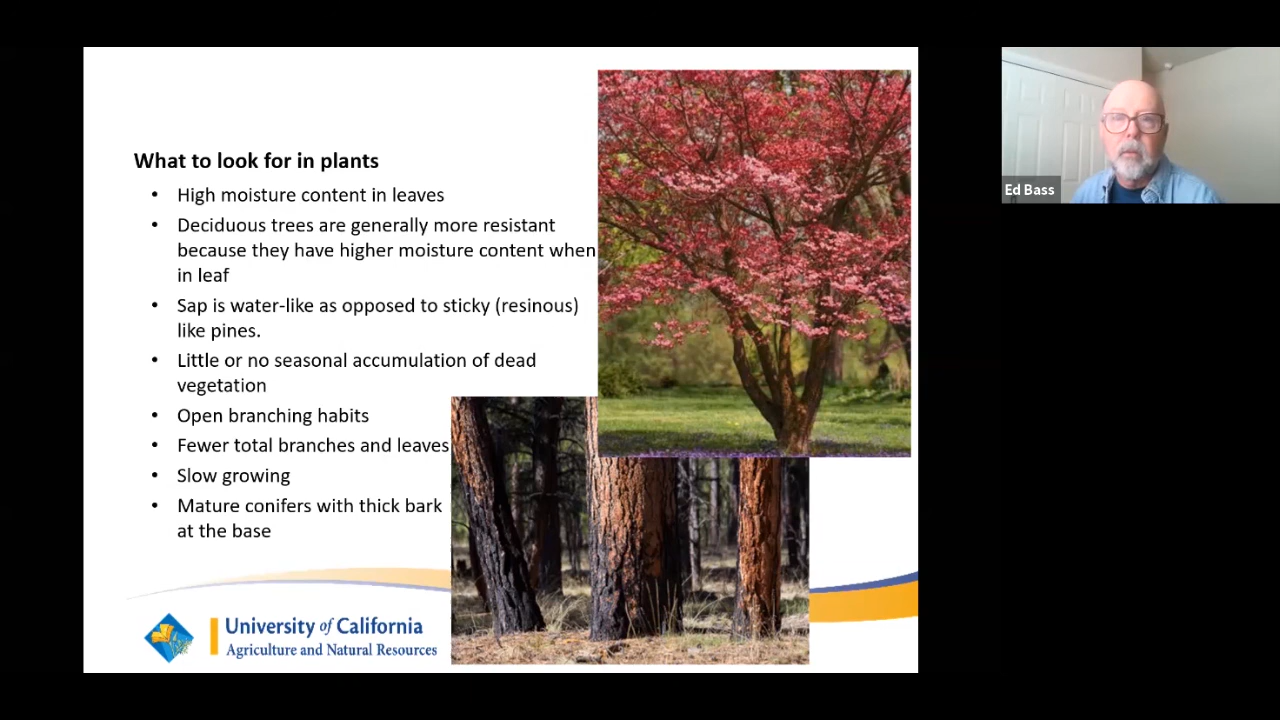 What to look for in plants
• High moisture content in leaves
• Deciduous trees are generally more resistant
because they have higher moisture content when
in leaf
• Sap is water-like as opposed to sticky (resinous)
like pines.
• Little or no seasonal accumulation of dead
vegetation
• Open branching habits
• Fewer total branches and leaves
• Slow growing
• Mature conifers with thick bark
at the base
University of California
Agriculture and Natural Resources
Ed Bass